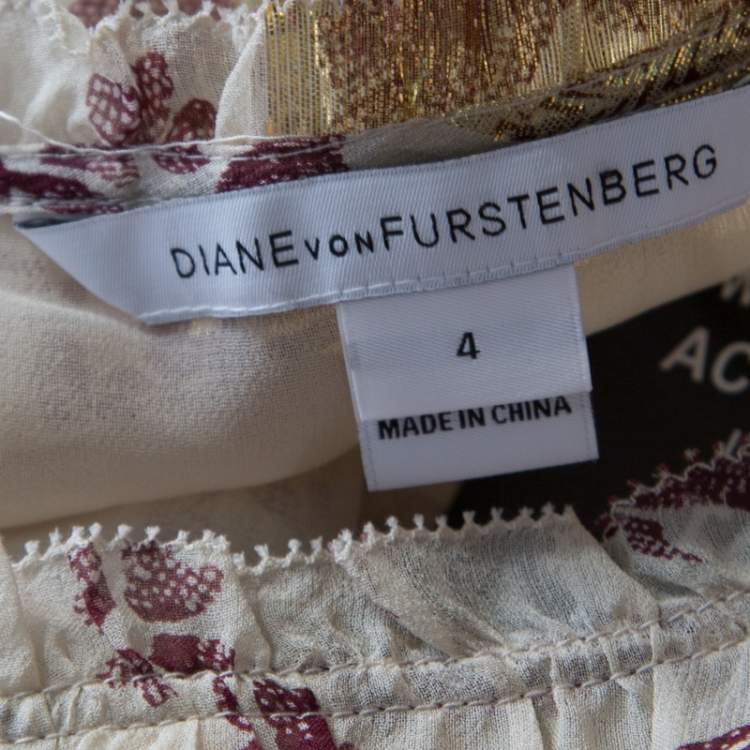 DIANE VON FURSTENBERG
4
MADE IN CHINA
AC